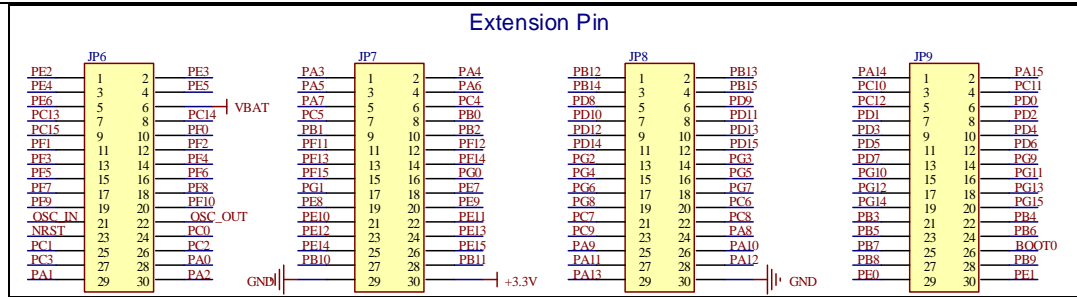 Extension Pin
JP6 JP7 JP8 JP9
PE2 1 2 PE3 PA3 1 2 PA4 PB12 1 2 PB13 PA14 1 2 PA15
PE4 3 4 PE5 PA5 3 4 PA6 PB14 3 4 PB15 PC10 3 4 PC11
PE6 5 6 VBAT PA7 5 6 PC4 PD8 5 6 PD9 PC12 5 6 PD0
PC13 7 8 PC14 PC5 7 8 PB0 PD10 7 8 PD11 PD1 7 8 PD2
PC15 9 10 PF0 PB1 9 10 PB2 PD12 9 10 PD13 PD3 9 10 PD4
PF1 11 12 PF2 PF11 11 12 PF12 PD14 11 12 PD15 PD5 11 12 PD6
PF3 13 14 PF4 PF13 13 14 PF14 PG2 13 14 PG3 PD7 13 14 PG9
PF5 15 16 PF6 PF15 15 16 PG0 PG4 15 16 PG5 PG10 15 16 PG11
PF7 17 18 PF8 PG1 17 18 PE7 PG6 17 18 PG7 PG12 17 18 PG13
PF9 19 20 PF10 PE8 19 20 PE9 PG8 19 20 PC6 PG14 19 20 PG15
OSC_IN 21 22 OSC_OUT PE10 21 22 PE11 PC7 21 22 PC8 PB3 21 22 PB4
NRST 23 24 PC0 PE12 23 24 PE13 PC9 23 24 PA8 PB5 23 24 PB6
PC1 25 26 PC2 PE14 25 26 PE15 PA9 25 26 PA10 PB7 25 26 BOOT0
PC3 27 28 PA0 PB10 27 28 PB11 PA11 27 28 PA12 PB8 27 28 PB9
PA1 29 30 PA2 GND 29 30 +3.3V PA13 29 30 GND PE0 29 30 PE1